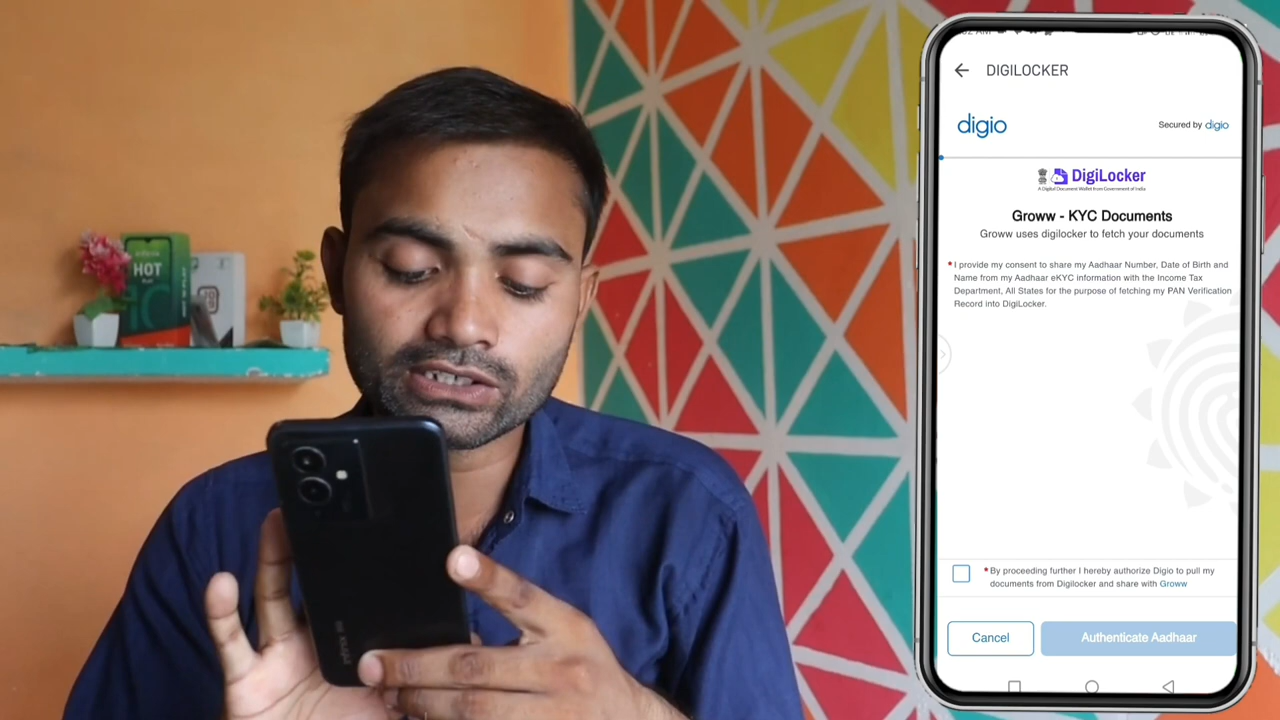 HOT
DIGILOCKER
digio
Secured by digio
DigiLocker
A Digital Document Wallet from Government of India
Groww - KYC Documents
Groww uses digilocker to fetch your documents
* I provide my consent to share my Aadhaar Number, Date of Birth and
Name from my Aadhaar eKYC information with the Income Tax
Department, All States for the purpose of fetching my PAN Verification
Record into DigiLocker.
* By proceeding further I hereby authorize Digio to pull my
documents from Digilocker and share with Groww
Cancel
Authenticate Aadhaar